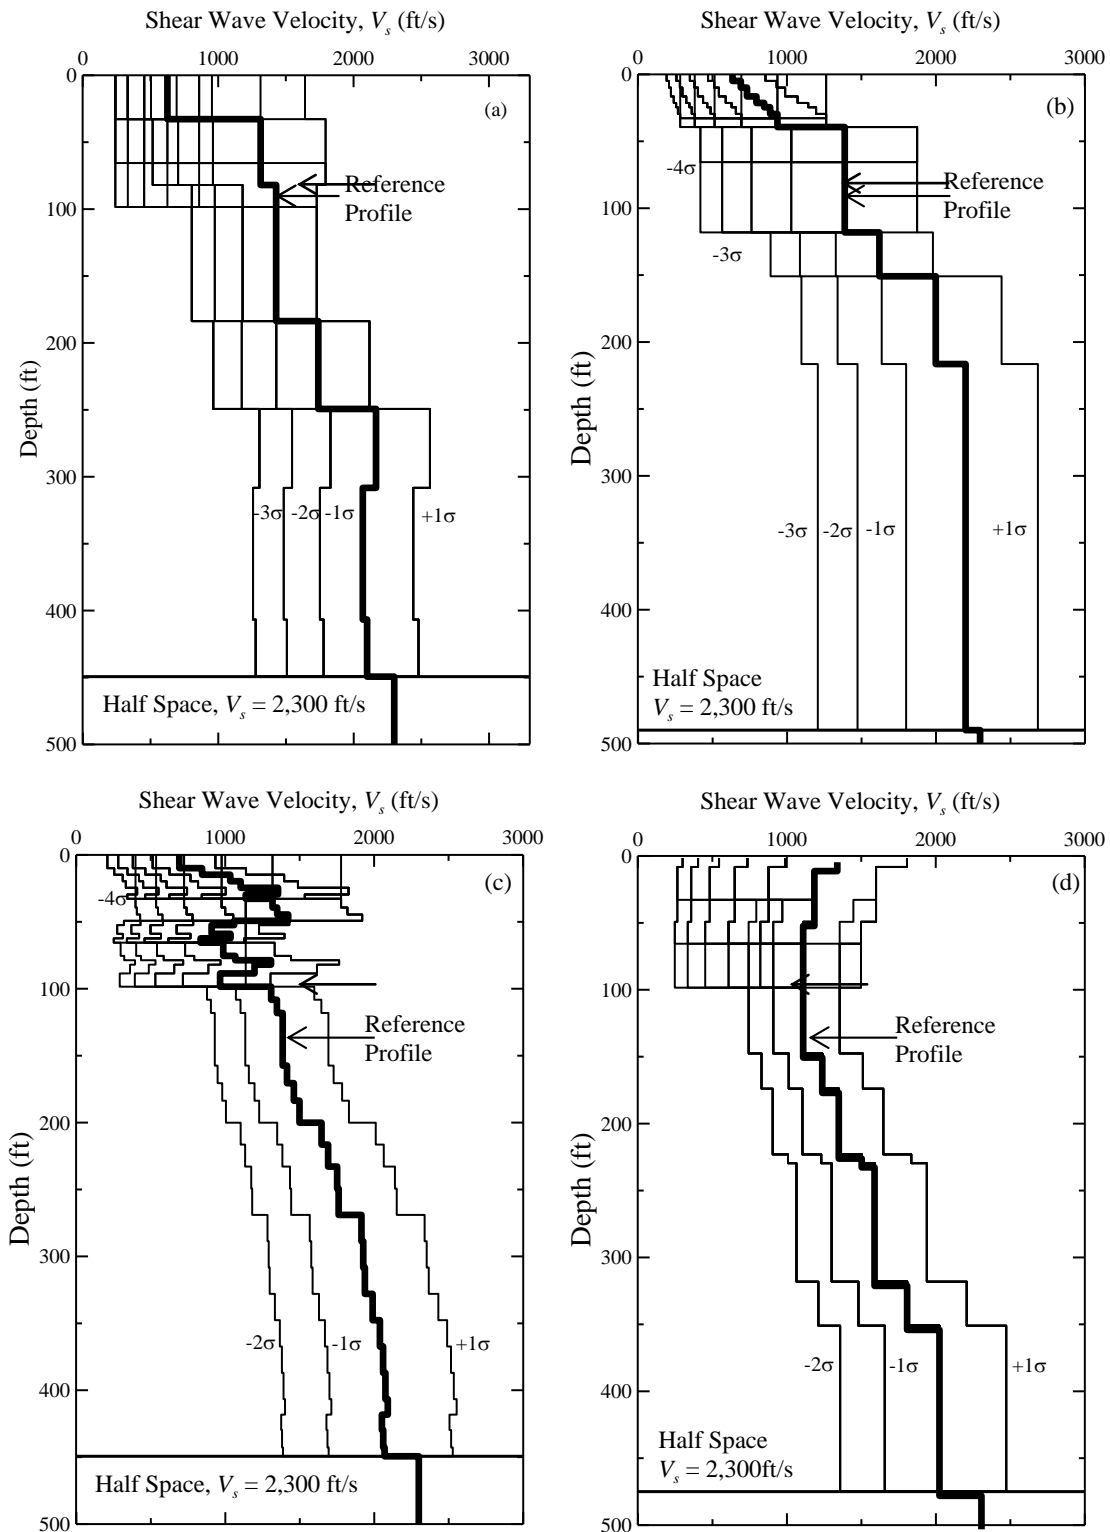 Shear Wave Velocity, Vs (ft/s)
0 1000 2000 3000
0
100
200
300
400
500
Depth (ft)
(a)
Reference
Profile
-3σ -2σ -1σ +1σ
Half Space, Vs = 2,300 ft/s
Shear Wave Velocity, Vs (ft/s)
0 1000 2000 3000
0
100
200
300
400
500
Depth (ft)
(b)
-4σ
Reference
Profile
-3σ
-3σ -2σ -1σ +1σ
Half Space
Vs = 2,300 ft/s
Shear Wave Velocity, Vs (ft/s)
0 1000 2000 3000
0
100
200
300
400
500
Depth (ft)
(c)
-4σ
Reference
Profile
-2σ -1σ +1σ
Half Space, Vs = 2,300 ft/s
Shear Wave Velocity, Vs (ft/s)
0 1000 2000 3000
0
100
200
300
400
500
Depth (ft)
(d)
Reference
Profile
-2σ -1σ +1σ
Half Space
Vs = 2,300ft/s